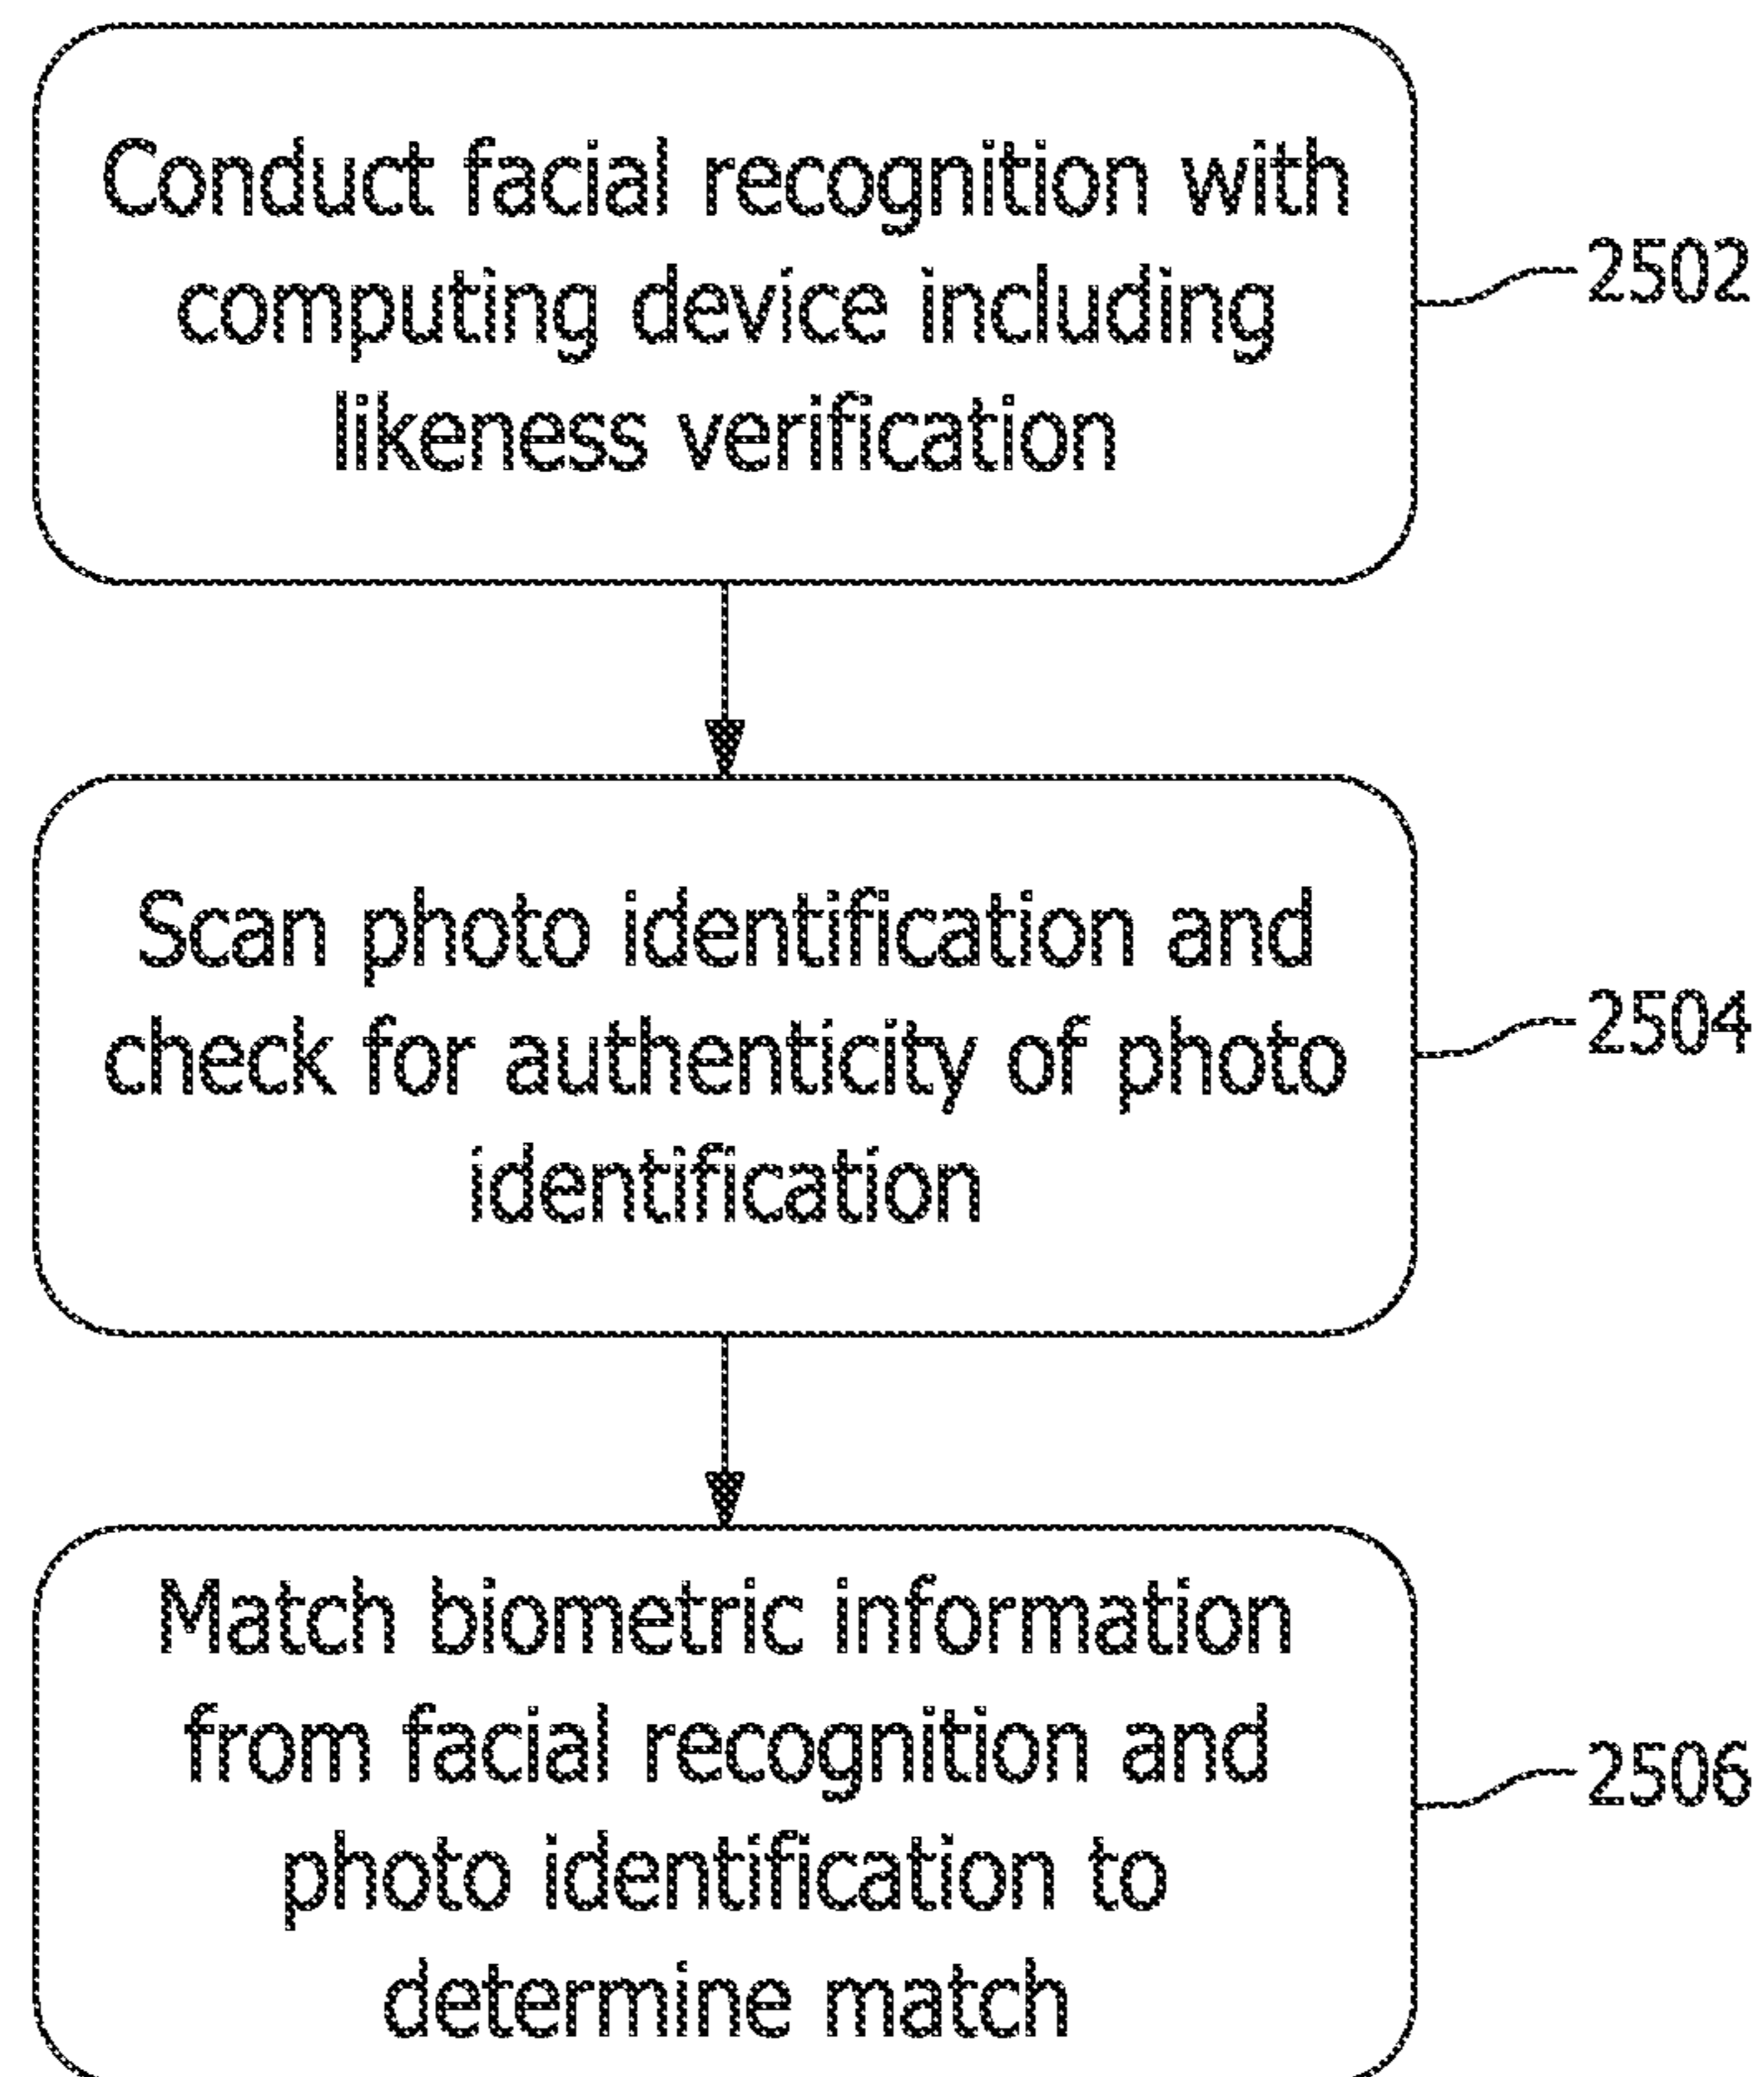 Conduct facial recognition with
computing device including
likeness verification
2502
Scan photo identification and
check for authenticity of photo
identification
2504
Match biometric information
from facial recognition and
photo identification to
determine match
2506